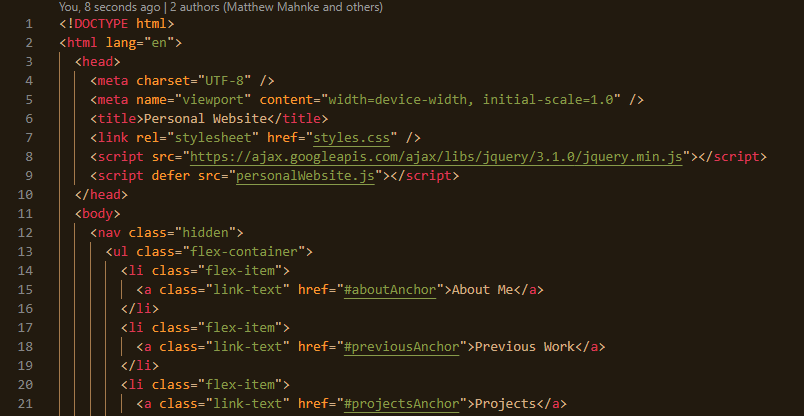 You, 8 seconds ago | 2 authors (Matthew Mahnke and others)
1 <!DOCTYPE html>
2 <html lang="en">
3 <head>
4 <meta charset="UTF-8" />
5 <meta name="viewport" content="width=device-width, initial-scale=1.0" />
6 <title>Personal Website</title>
7 <link rel="stylesheet" href="styles.css" />
8 <script src="https://ajax.googleapis.com/ajax/libs/jquery/3.1.0/jquery.min.js"></script>
9 <script defer src="personalWebsite.js"></script>
10 </head>
11 <body>
12 <nav class="hidden">
13 <ul class="flex-container">
14 <li class="flex-item">
15 <a class="link-text" href="#aboutAnchor">About Me</a>
16 </li>
17 <li class="flex-item">
18 <a class="link-text" href="#previousAnchor">Previous Work</a>
19 </li>
20 <li class="flex-item">
21 <a class="link-text" href="#projectsAnchor">Projects</a>